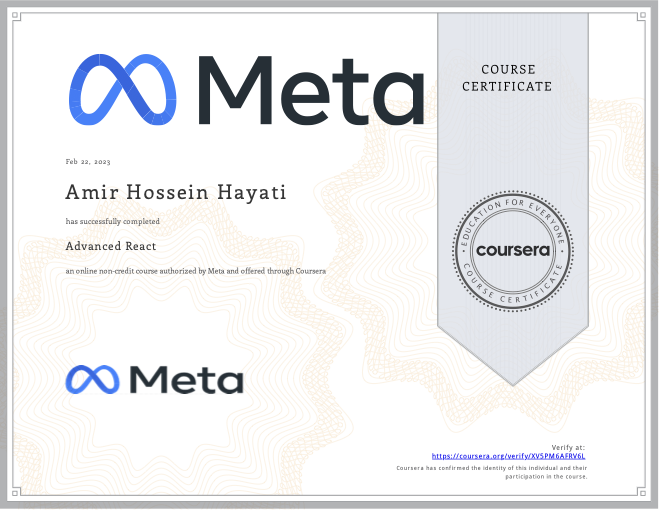 Meta
COURSE
CERTIFICATE
Feb 22, 2023
Amir Hossein Hayati
has successfully completed
Advanced React
an online non-credit course authorized by Meta and offered through Coursera
EDUCATION FOR EVERYONE
coursera
COURSE CERTIFICATE
Meta
Verify at:
https://coursera.org/verify/XV5PM6AFRV6L
Coursera has confirmed the identity of this individual and their
participation in the course.